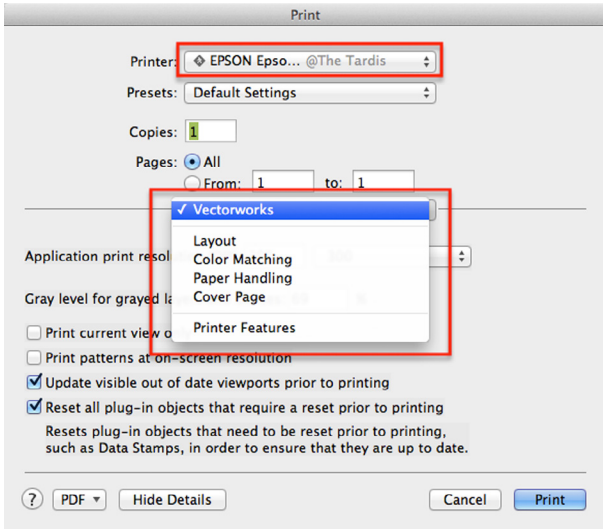 Print
Printer: EPSON Epso... @The Tardis
Presets: Default Settings
Copies: 1
Pages: All
From: 1 to: 1
✓ Vectorworks
Layout
Application print resol 300
Color Matching
Paper Handling
Gray level for grayed la %
Cover Page
Printer Features
Print current view on
Print patterns at on-screen resolution
Update visible out of date viewports prior to printing
Reset all plug-in objects that require a reset prior to printing
Resets plug-in objects that need to be reset prior to printing,
such as Data Stamps, in order to ensure that they are up to date.
? PDF ▼ Hide Details Cancel Print